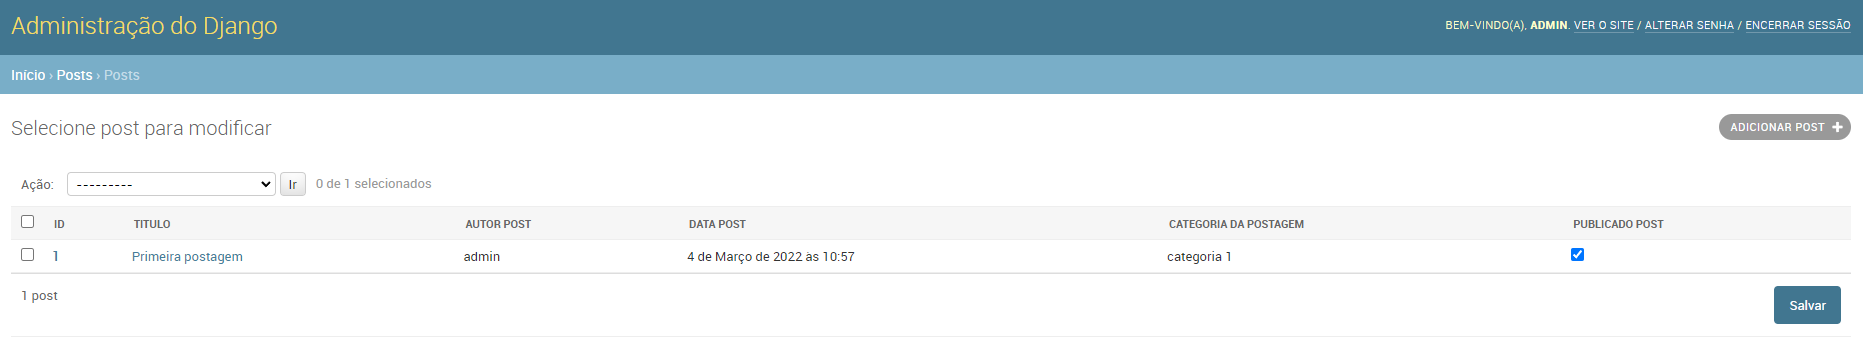 Administração do Django
BEM-VINDO(A), ADMIN. VER O SITE / ALTERAR SENHA / ENCERRAR SESSÃO
Início › Posts › Posts
Selecione post para modificar
ADICIONAR POST +
Ação: --------- Ir 0 de 1 selecionados
ID TITULO AUTOR POST DATA POST CATEGORIA DA POSTAGEM PUBLICADO POST
1 Primeira postagem admin 4 de Março de 2022 às 10:57 categoria 1
1 post
Salvar